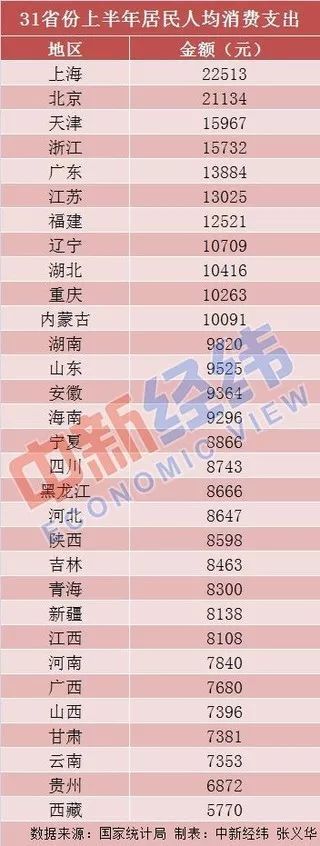 31省份上半年居民人均消费支出
地区 金额（元）
上海 22513
北京 21134
天津 15967
浙江 15732
广东 13884
江苏 13025
福建 12521
辽宁 10709
湖北 10416
重庆 10263
内蒙古 10091
湖南 9820
山东 9525
安徽 9364
海南 9296
宁夏 8866
四川 8743
黑龙江 8666
河北 8647
陕西 8598
吉林 8463
青海 8300
新疆 8138
江西 8108
河南 7840
广西 7680
山西 7396
甘肃 7381
云南 7353
贵州 6872
西藏 5770
数据来源：国家统计局 制表：中新经纬 张义华
中新经纬
ECONOMIC VIEW